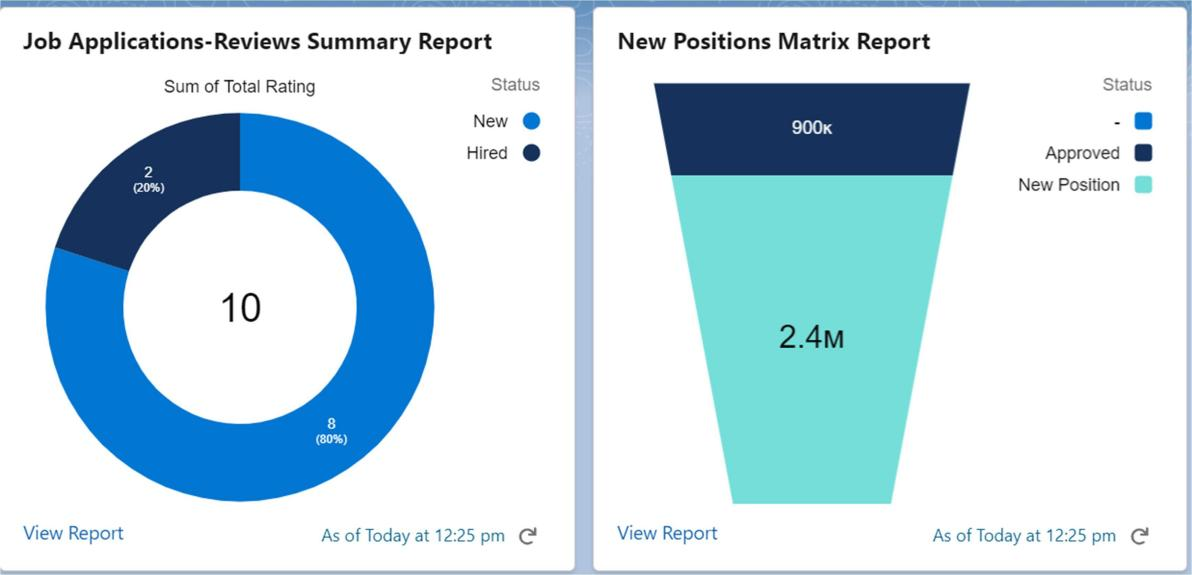 Job Applications-Reviews Summary Report
Sum of Total Rating
Status
New
Hired
2
(20%)
10
8
(80%)
View Report
As of Today at 12:25 pm
New Positions Matrix Report
Status
-
Approved
New Position
900K
2.4M
View Report
As of Today at 12:25 pm